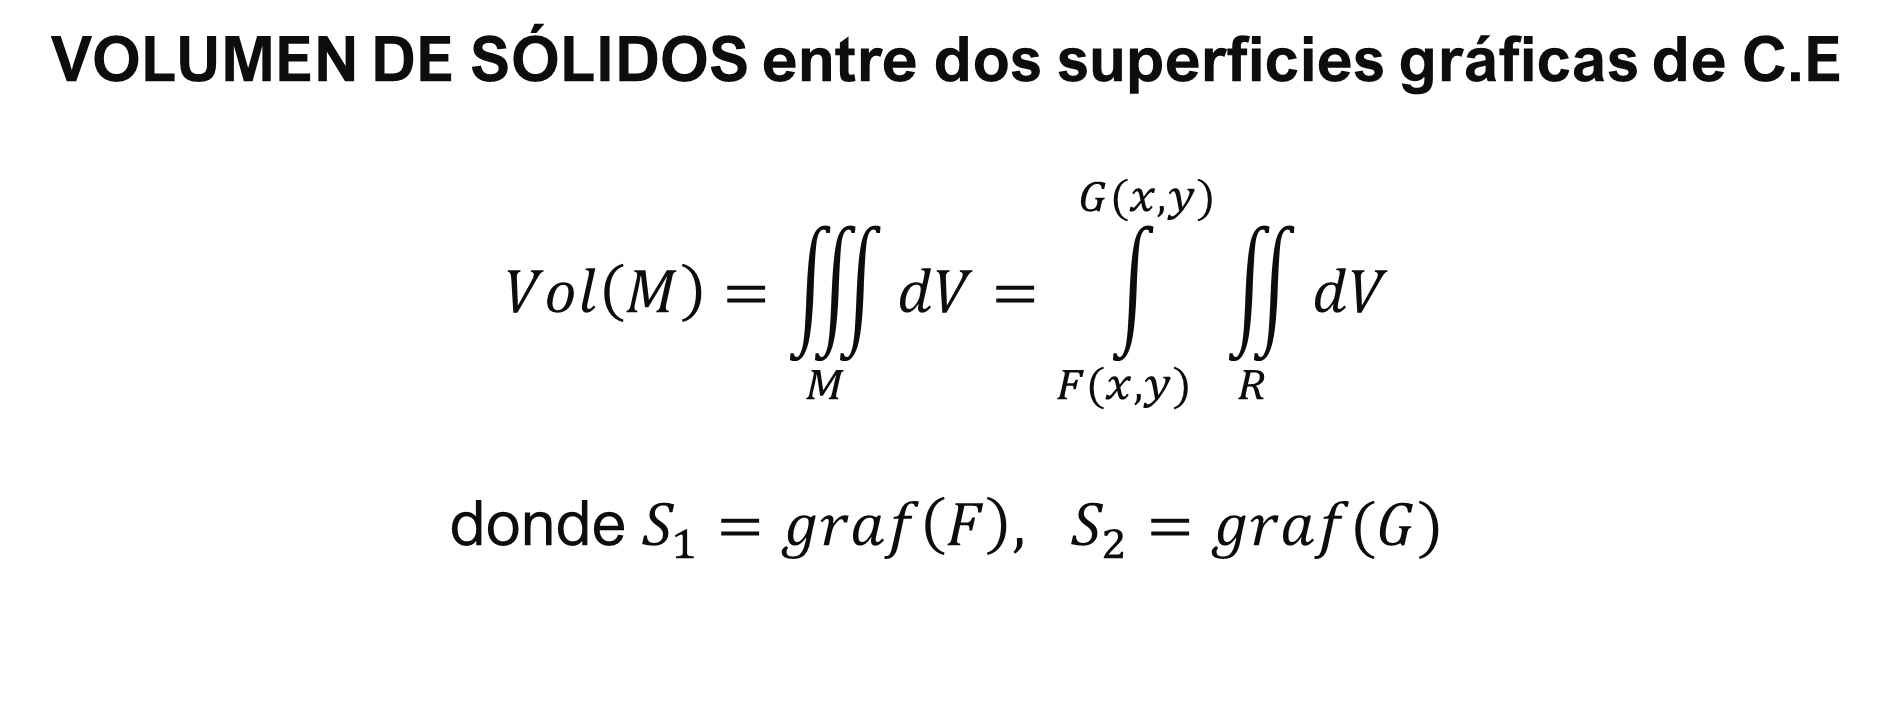 VOLUMEN DE SÓLIDOS entre dos superficies gráficas de C.E
G(x,y)
Vol(M) = ∭ dV = ∫ ∬ dV
M F(x,y) R
donde S₁ = graf(F), S₂ = graf(G)